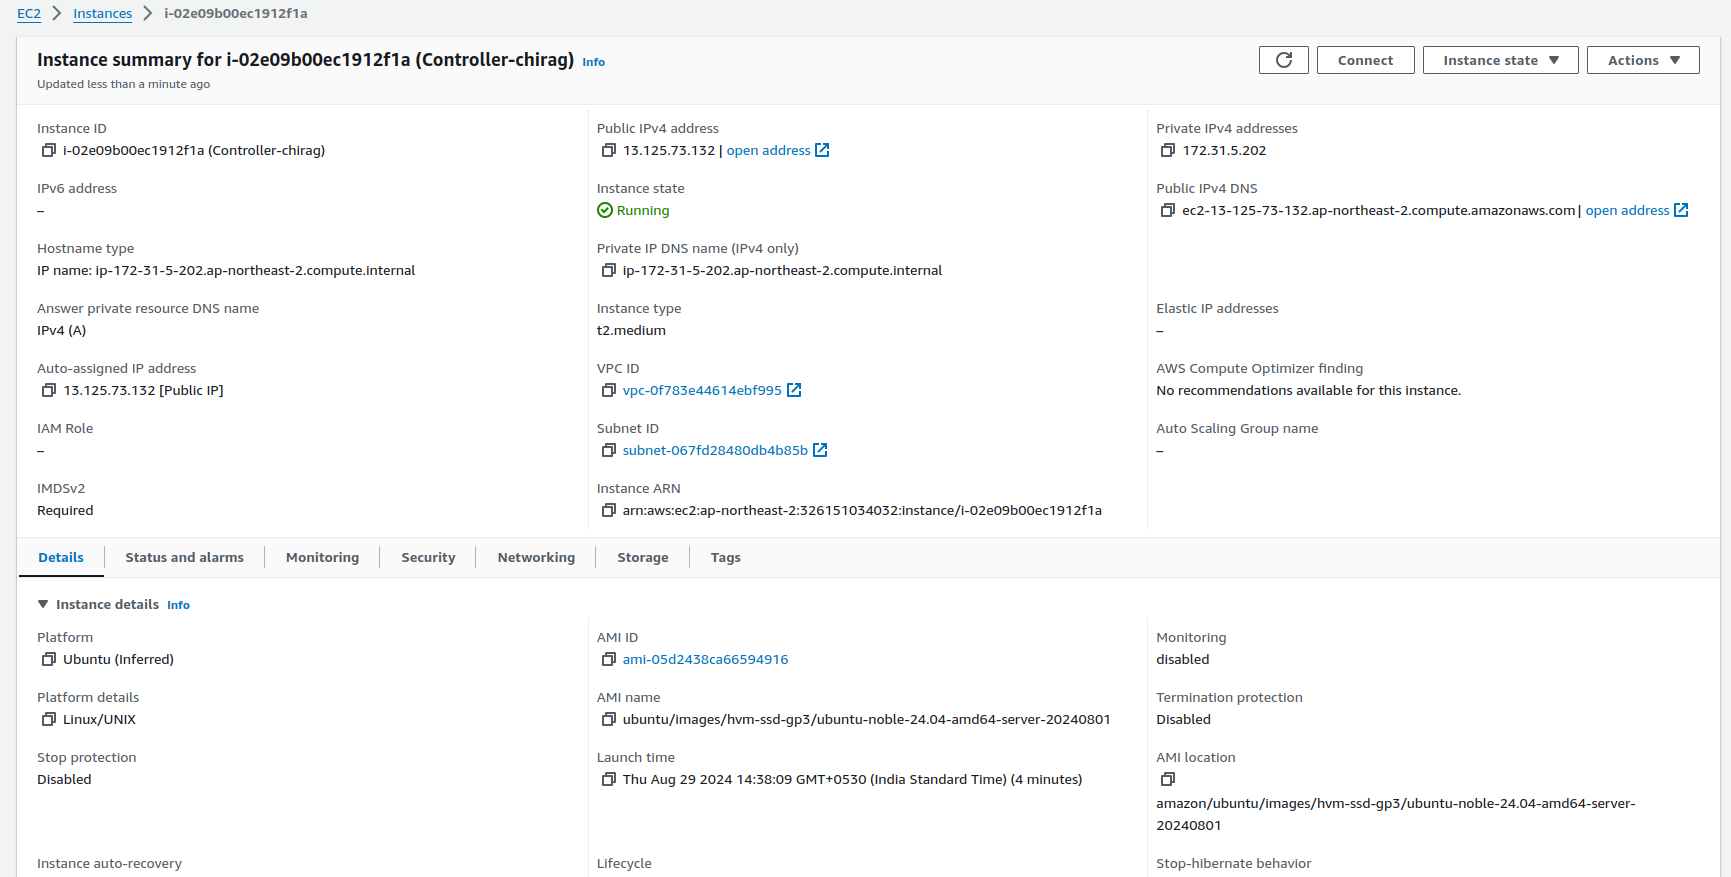 EC2 > Instances > i-02e09b00ec1912f1a
Instance summary for i-02e09b00ec1912f1a (Controller-chirag) Info
Updated less than a minute ago
Connect
Instance state
Actions
Instance ID
i-02e09b00ec1912f1a (Controller-chirag)
Public IPv4 address
13.125.73.132 | open address
Private IPv4 addresses
172.31.5.202
IPv6 address
–
Instance state
Running
Public IPv4 DNS
ec2-13-125-73-132.ap-northeast-2.compute.amazonaws.com | open address
Hostname type
IP name: ip-172-31-5-202.ap-northeast-2.compute.internal
Private IP DNS name (IPv4 only)
ip-172-31-5-202.ap-northeast-2.compute.internal
Answer private resource DNS name
IPv4 (A)
Instance type
t2.medium
Elastic IP addresses
–
Auto-assigned IP address
13.125.73.132 [Public IP]
VPC ID
vpc-0f783e44614ebf995
AWS Compute Optimizer finding
No recommendations available for this instance.
IAM Role
–
Subnet ID
subnet-067fd28480db4b85b
Auto Scaling Group name
–
IMDSv2
Required
Instance ARN
arn:aws:ec2:ap-northeast-2:326151034032:instance/i-02e09b00ec1912f1a
Details
Status and alarms
Monitoring
Security
Networking
Storage
Tags
Instance details Info
Platform
Ubuntu (Inferred)
AMI ID
ami-05d2438ca66594916
Monitoring
disabled
Platform details
Linux/UNIX
AMI name
ubuntu/images/hvm-ssd-gp3/ubuntu-noble-24.04-amd64-server-20240801
Termination protection
Disabled
Stop protection
Disabled
Launch time
Thu Aug 29 2024 14:38:09 GMT+0530 (India Standard Time) (4 minutes)
AMI location
amazon/ubuntu/images/hvm-ssd-gp3/ubuntu-noble-24.04-amd64-server-
20240801
Instance auto-recovery
Lifecycle
Stop-hibernate behavior